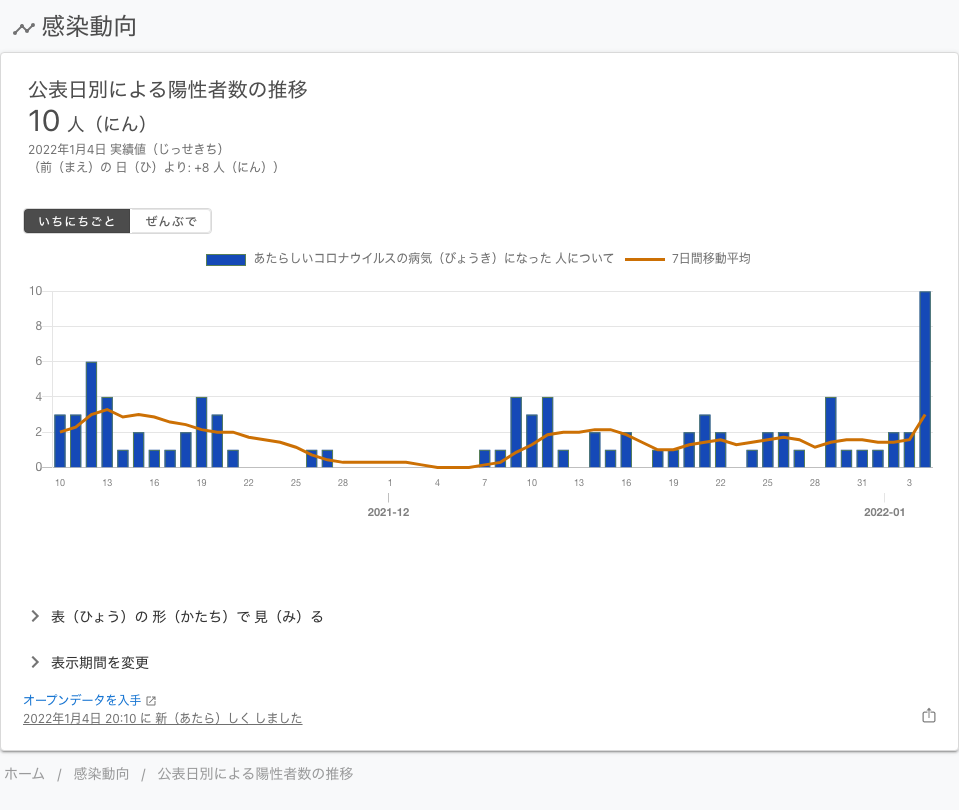 感染動向
公表日別による陽性者数の推移
10 人（にん）
2022年1月4日 実績値（じっせきち）
（前（まえ）の 日（ひ）より: +8 人（にん））
いちにちごと ぜんぶで
あたらしいコロナウイルスの病気（びょうき）になった 人について 7日間移動平均
10
8
6
4
2
0
10 13 16 19 22 25 28 1 4 7 10 13 16 19 22 25 28 31 3
2021-12 2022-01
表（ひょう）の 形（かたち）で 見（み）る
表示期間を変更
オープンデータを入手
2022年1月4日 20:10 に 新（あたら）しく しました
ホーム / 感染動向 / 公表日別による陽性者数の推移